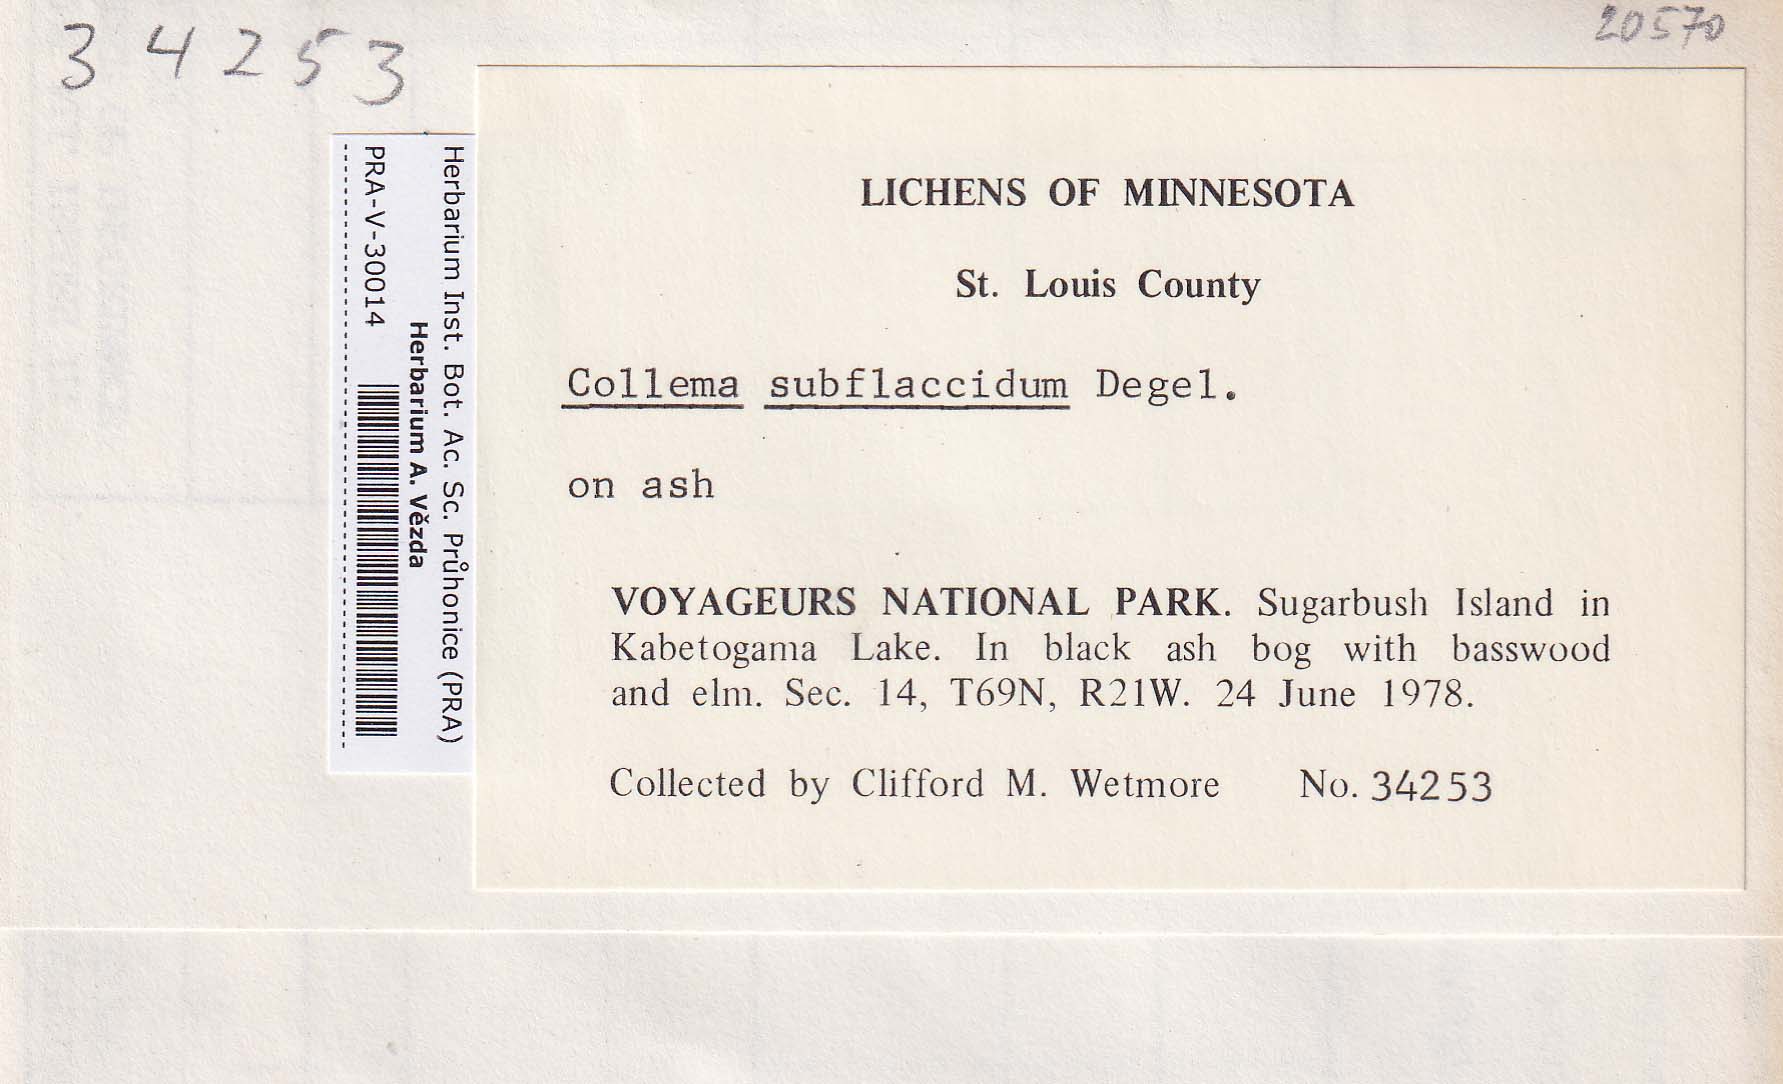 34253
20570
Herbarium Inst. Bot. Ac. Sc. Průhonice (PRA)
Herbarium A. Vězda
PRA-V-30014
LICHENS OF MINNESOTA
St. Louis County
Collema subflaccidum Degel.
on ash
VOYAGEURS NATIONAL PARK. Sugarbush Island in
Kabetogama Lake. In black ash bog with basswood
and elm. Sec. 14, T69N, R21W. 24 June 1978.
Collected by Clifford M. Wetmore No. 34253